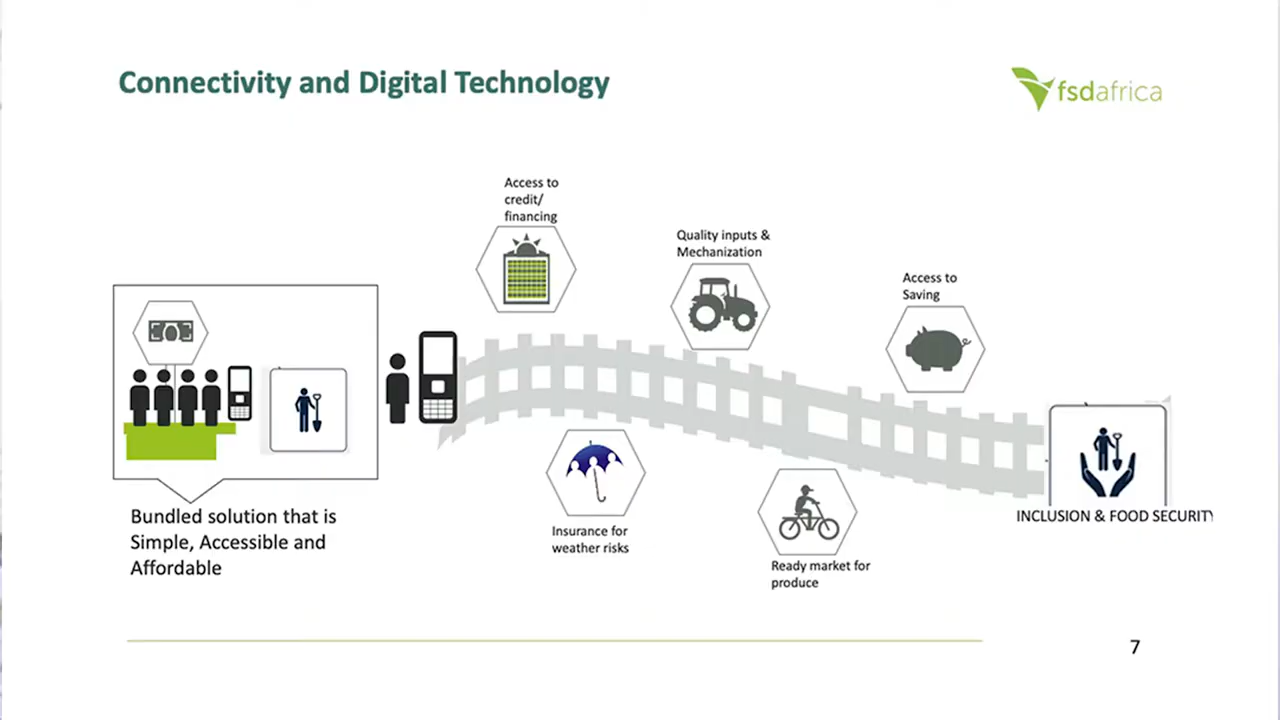 Connectivity and Digital Technology
fsdafrica
Access to
credit/
financing
Quality inputs &
Mechanization
Access to
Saving
Bundled solution that is
Simple, Accessible and
Affordable
Insurance for
weather risks
Ready market for
produce
INCLUSION & FOOD SECURITY
7